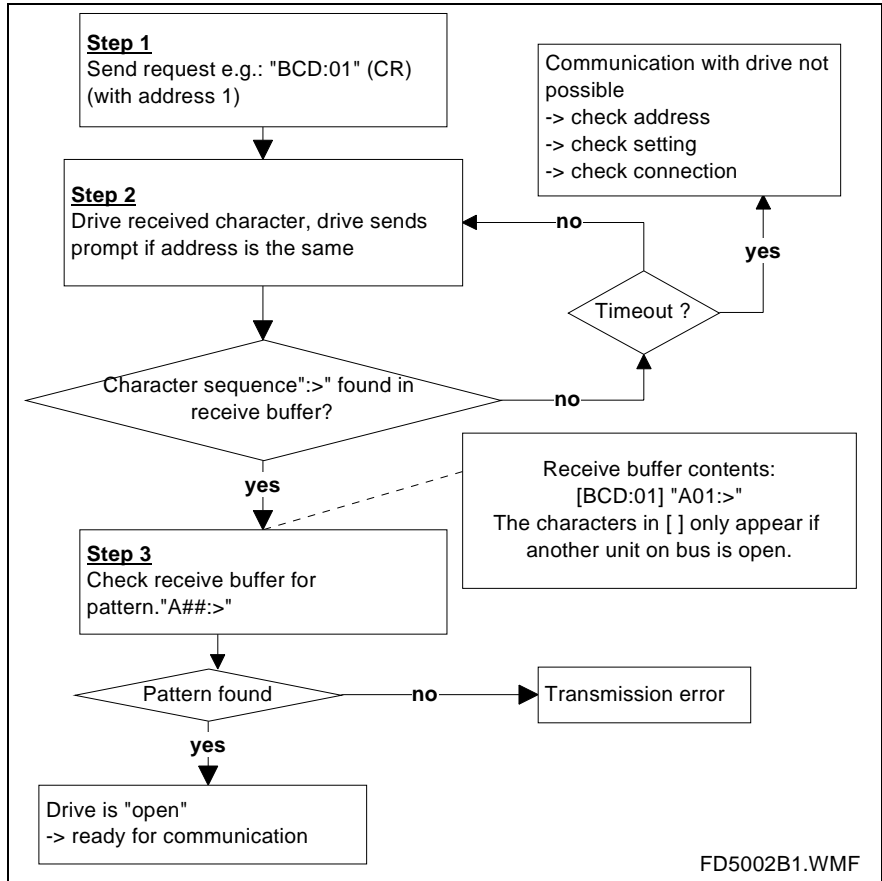 Step 1
Send request e.g.: "BCD:01" (CR)
(with address 1)
Communication with drive not
possible
-> check address
-> check setting
-> check connection
Step 2
Drive received character, drive sends
prompt if address is the same
no
yes
Timeout ?
Character sequence":>" found in
receive buffer?
no
yes
Receive buffer contents:
[BCD:01] "A01:>"
The characters in [ ] only appear if
another unit on bus is open.
Step 3
Check receive buffer for
pattern."A##:>"
Pattern found
no
Transmission error
yes
Drive is "open"
-> ready for communication
FD5002B1.WMF